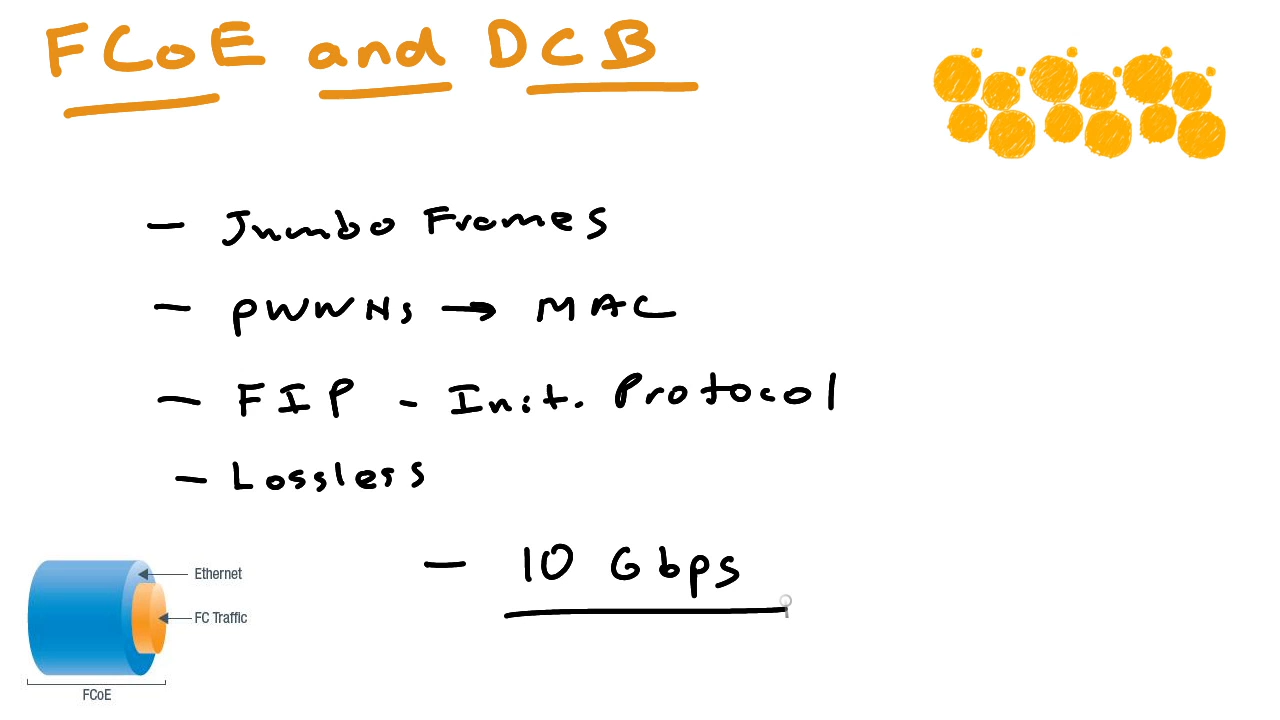 FCoE and DCB
- Jumbo Frames
- pWWNs → MAC
- FIP - Init. Protocol
- Lossless
- 10 Gbps
Ethernet
FC Traffic
FCoE